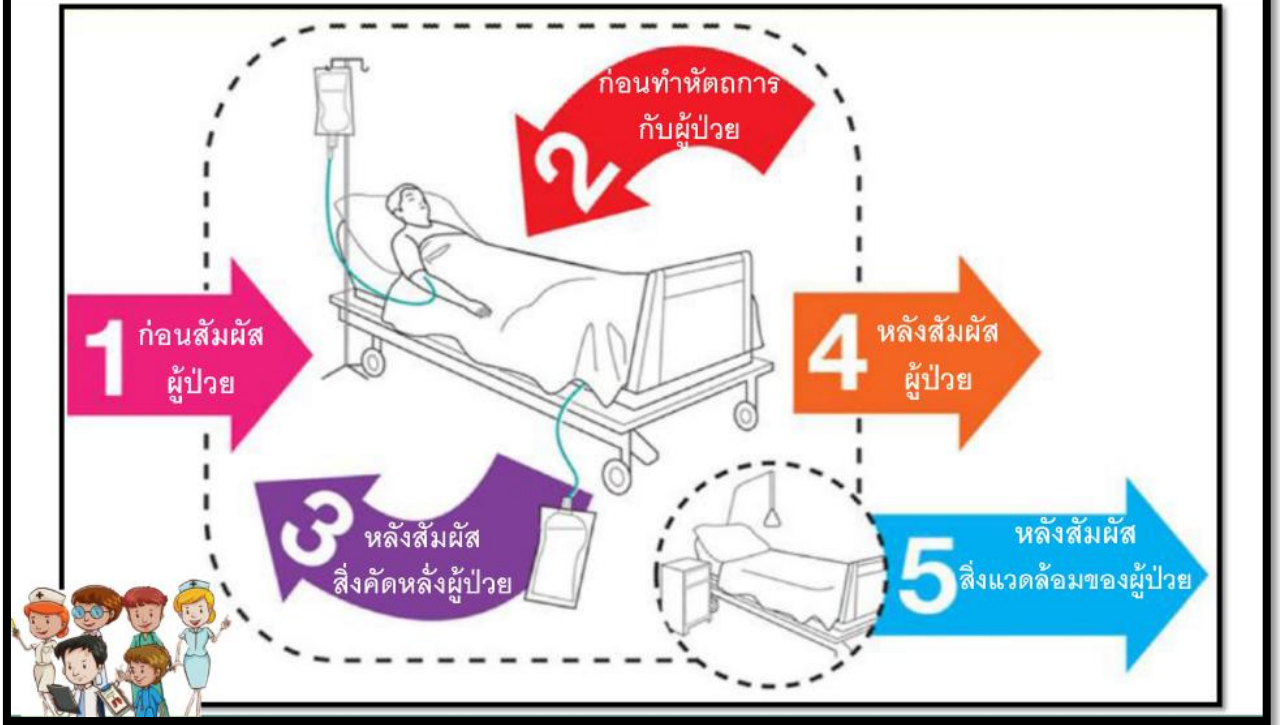 1
ก่อนสัมผัส
ผู้ป่วย
2
ก่อนทำหัตถการ
กับผู้ป่วย
3
หลังสัมผัส
สิ่งคัดหลั่งผู้ป่วย
4
หลังสัมผัส
ผู้ป่วย
5
หลังสัมผัส
สิ่งแวดล้อมของผู้ป่วย